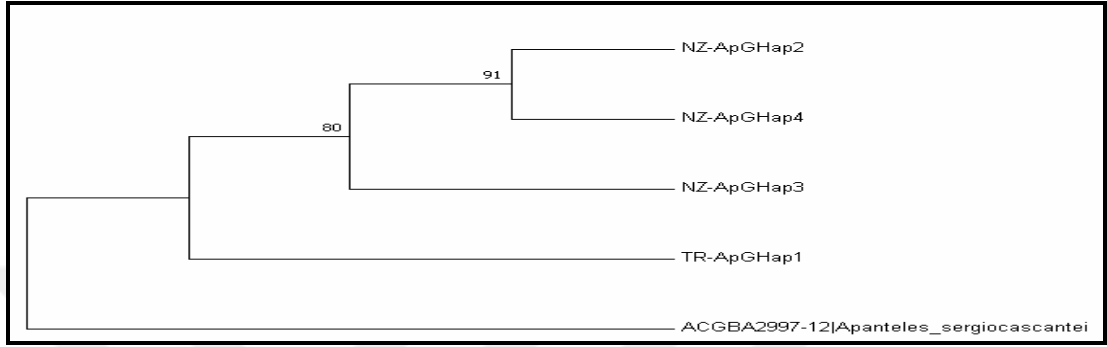 NZ-ApGHap2
91
NZ-ApGHap4
80
NZ-ApGHap3
TR-ApGHap1
ACGBA2997-12|Apanteles_sergiocascantei